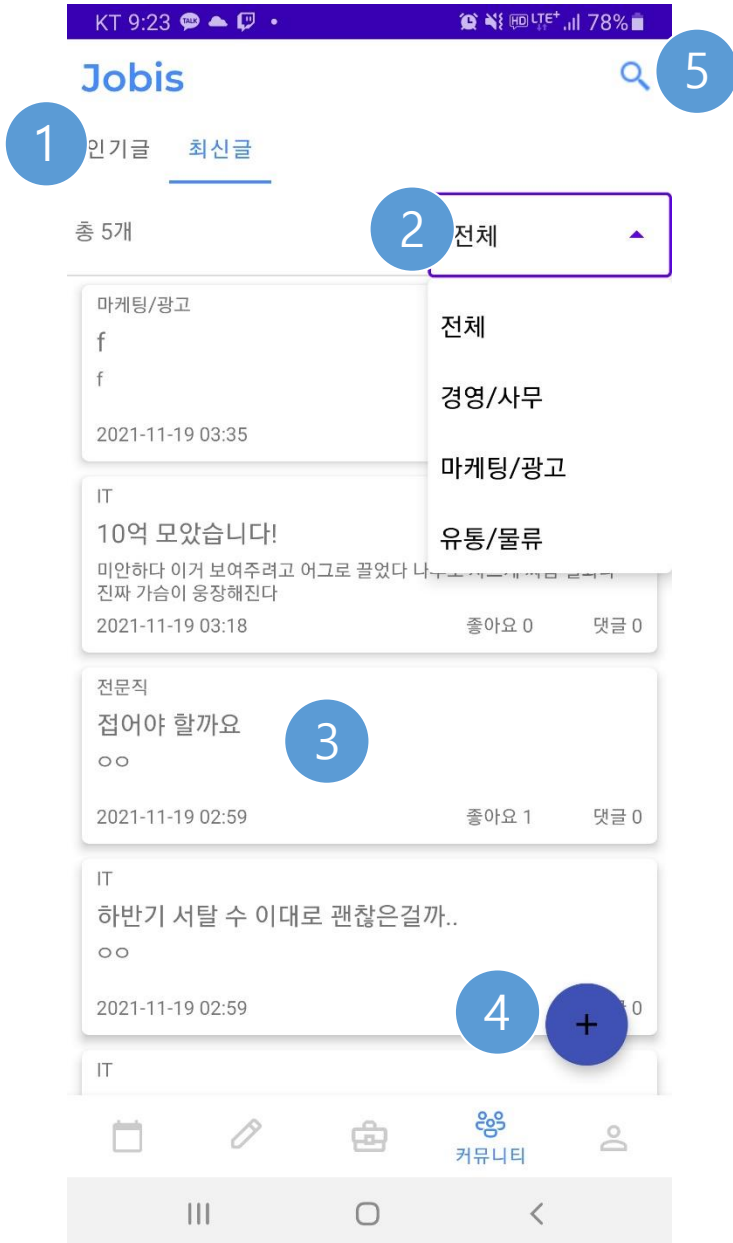 KT 9:23
HD LTE+ 78%
Jobis
5
1
인기글 최신글
총 5개
2
전체
전체
경영/사무
마케팅/광고
유통/물류
마케팅/광고
f
f
2021-11-19 03:35
IT
10억 모았습니다!
미안하다 이거 보여주려고 어그로 끌었다
진짜 가슴이 웅장해진다
2021-11-19 03:18 좋아요 0 댓글 0
전문직
접어야 할까요
3
ㅇㅇ
2021-11-19 02:59 좋아요 1 댓글 0
IT
하반기 서탈 수 이대로 괜찮은걸까..
ㅇㅇ
2021-11-19 02:59 0
4
+
IT
커뮤니티